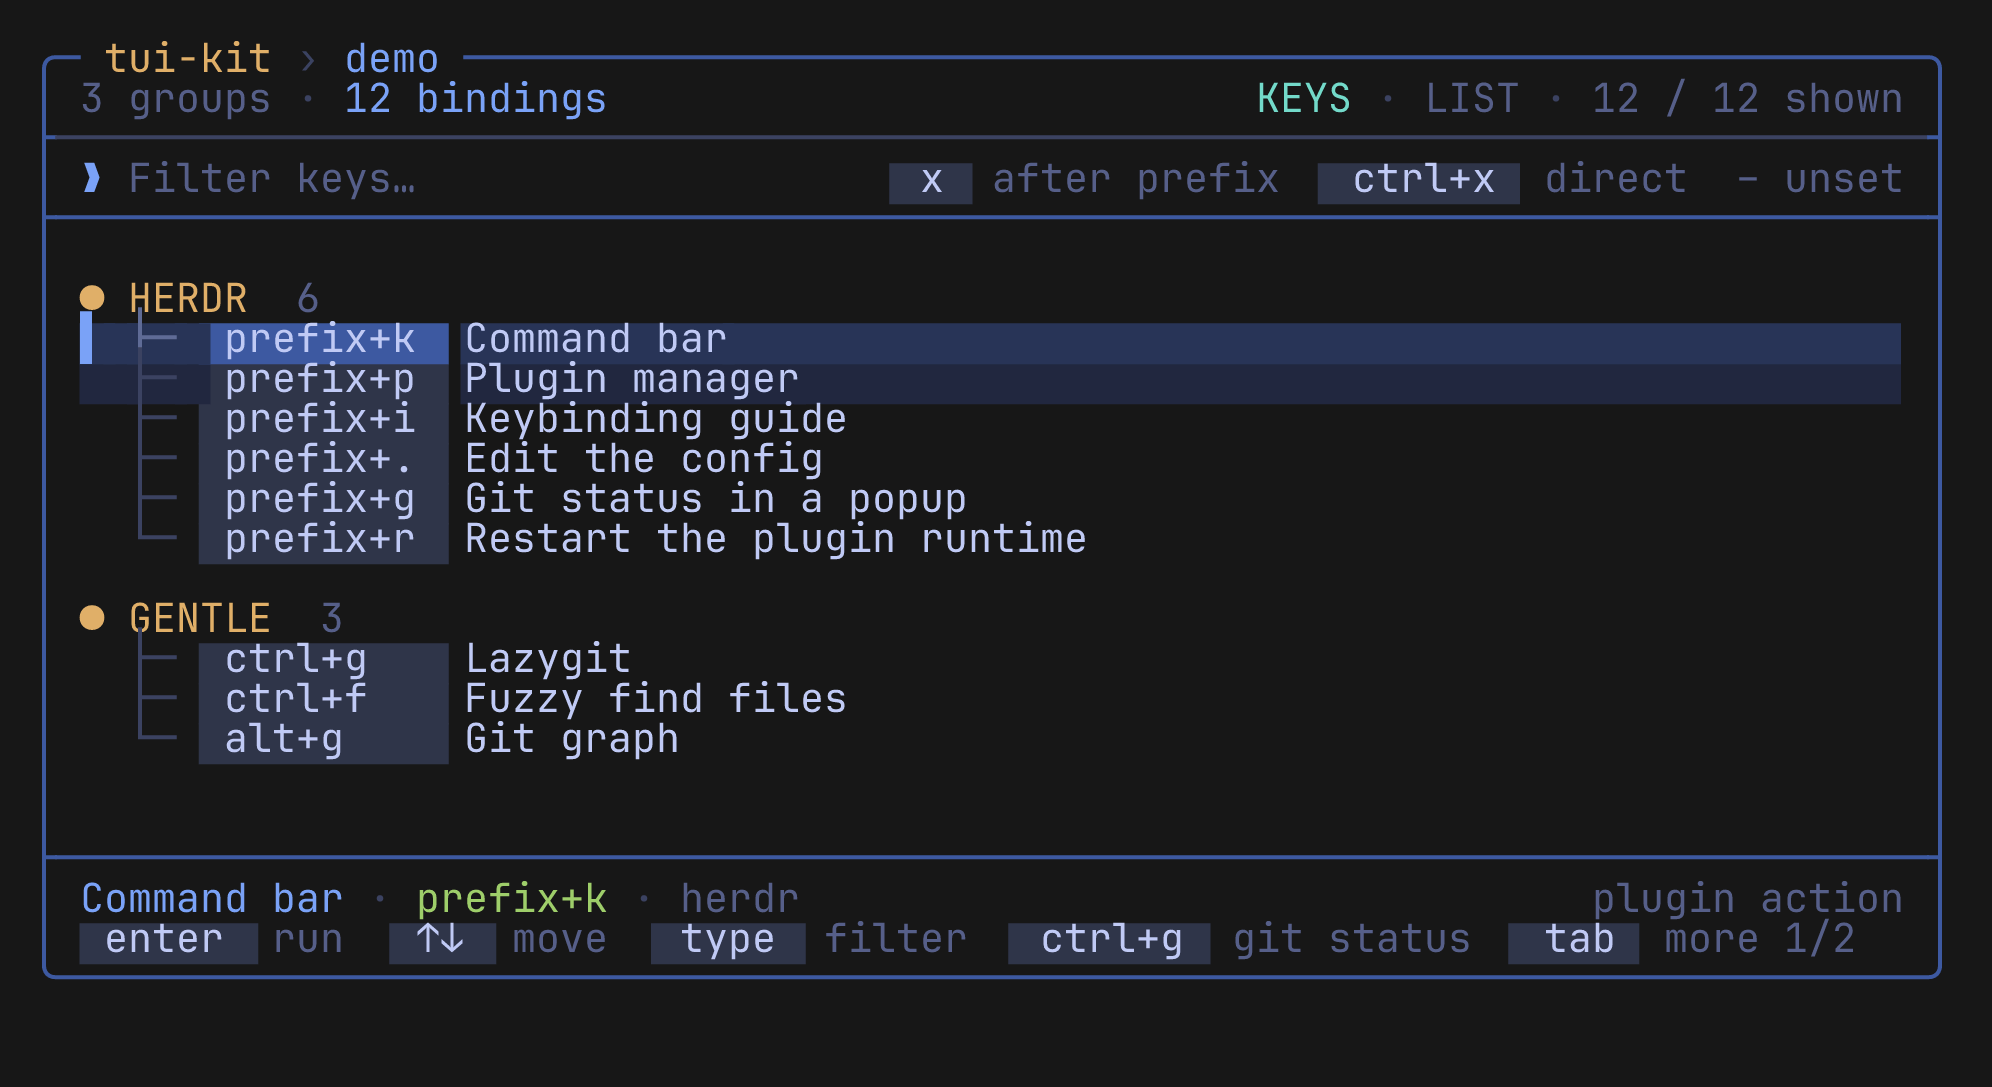 tui-kit › demo
3 groups · 12 bindings KEYS · LIST · 12 / 12 shown
❱ Filter keys… x after prefix ctrl+x direct - unset
● HERDR 6
prefix+k Command bar
prefix+p Plugin manager
prefix+i Keybinding guide
prefix+. Edit the config
prefix+g Git status in a popup
prefix+r Restart the plugin runtime
● GENTLE 3
ctrl+g Lazygit
ctrl+f Fuzzy find files
alt+g Git graph
Command bar · prefix+k · herdr plugin action
enter run ↑↓ move type filter ctrl+g git status tab more 1/2